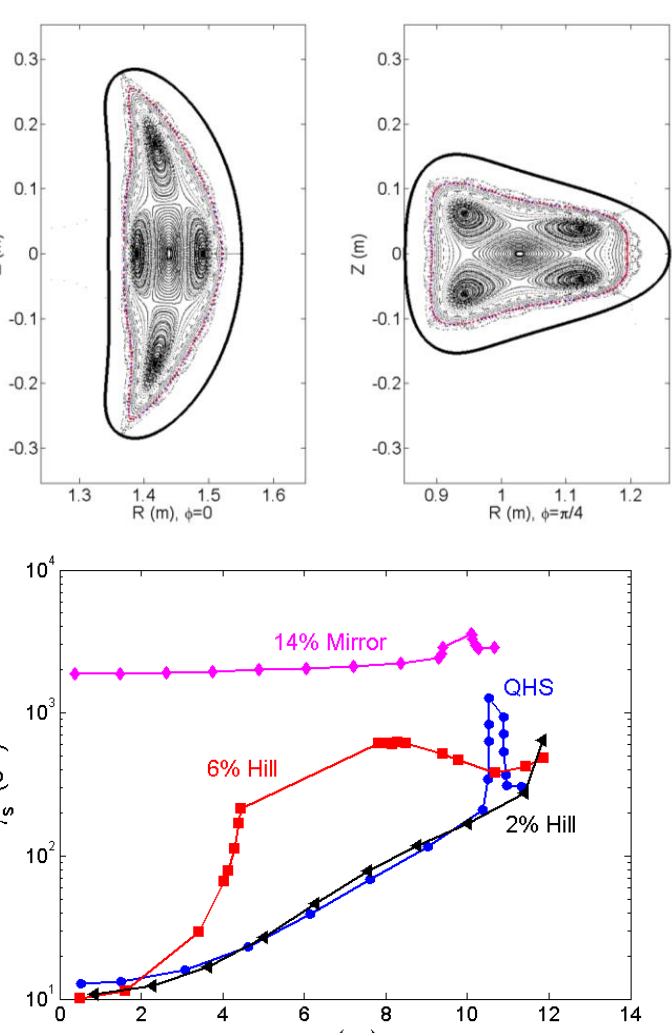 0.3 0.3
0.2 0.2
0.1 0.1
0 0
Z (m)
-0.1 -0.1
-0.2 -0.2
-0.3 -0.3
1.3 1.4 1.5 1.6 0.9 1 1.1 1.2
R (m), ϕ=0 R (m), ϕ=π/4
10^4
14% Mirror
10^3
QHS
6% Hill
2% Hill
10^2
10^1
0 2 4 6 8 10 12 14